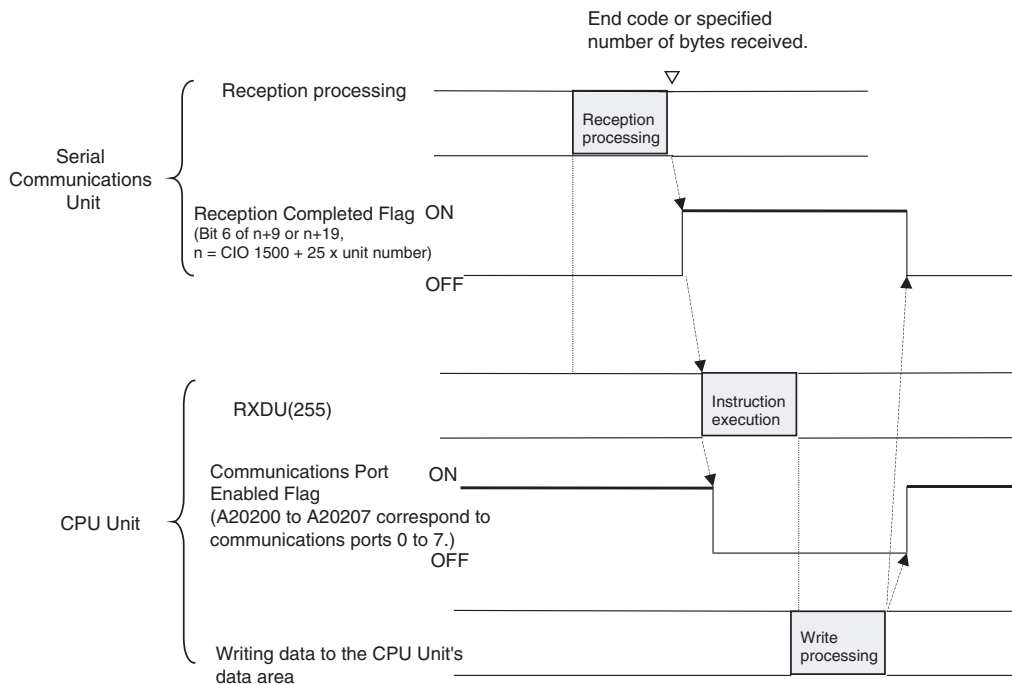 End code or specified
number of bytes received.
Reception processing
Reception
processing
Serial
Communications
Unit
Reception Completed Flag ON
(Bit 6 of n+9 or n+19,
n = CIO 1500 + 25 x unit number)
OFF
RXDU(255)
Instruction
execution
Communications Port ON
Enabled Flag
(A20200 to A20207 correspond to
communications ports 0 to 7.)
OFF
CPU Unit
Write
processing
Writing data to the CPU Unit's
data area